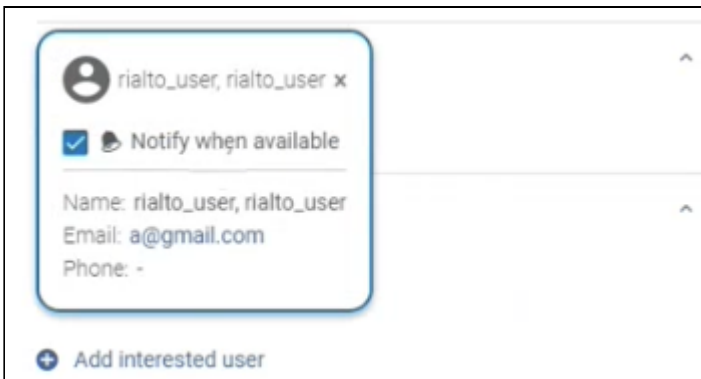 rialto_user, rialto_user ×
Notify when available
Name: rialto_user, rialto_user
Email: a@gmail.com
Phone: -
Add interested user